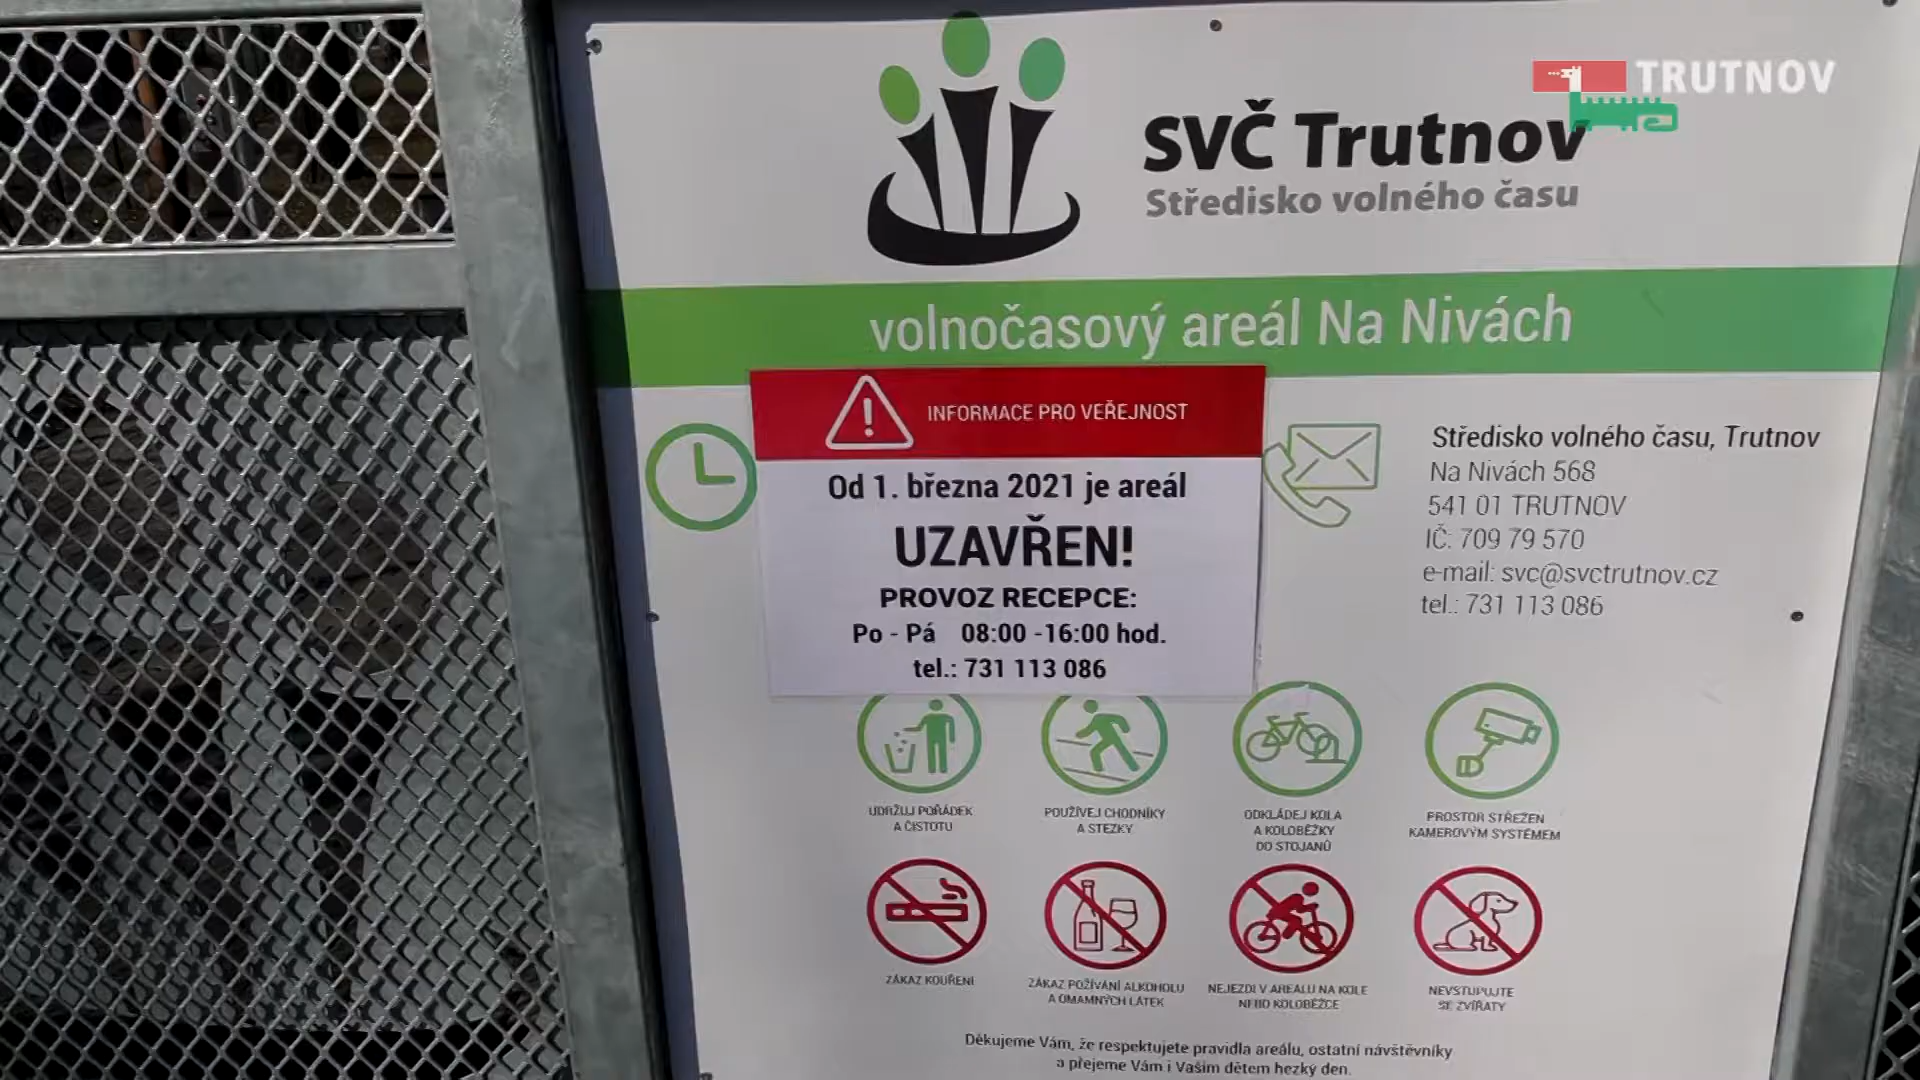 TRUTNOV
SVČ Trutnov
Středisko volného času
volnočasový areál Na Nivách
INFORMACE PRO VEŘEJNOST
Od 1. března 2021 je areál
UZAVŘEN!
PROVOZ RECEPCE:
Po - Pá 08:00 -16:00 hod.
tel.: 731 113 086
Středisko volného času, Trutnov
Na Nivách 568
541 01 TRUTNOV
IČ: 709 79 570
e-mail: svc@svctrutnov.cz
tel.: 731 113 086
UDRŽUJ POŘÁDEK
A ČISTOTU
POUŽÍVEJ CHODNÍKY
A STEZKY
ODKLÁDEJ KOLA
A KOLOBĚŽKY
DO STOJANŮ
PROSTOR STŘEŽEN
KAMEROVÝM SYSTÉMEM
ZÁKAZ KOUŘENÍ
ZÁKAZ POŽÍVÁNÍ ALKOHOLU
A OMAMNÝCH LÁTEK
NEJEZDI V AREÁLU NA KOLE
NEBO KOLOBĚŽCE
NEVSTUPUJTE
SE ZVÍŘATY
Děkujeme Vám, že respektujete pravidla areálu, ostatní návštěvníky
a přejeme Vám i Vašim dětem hezký den.